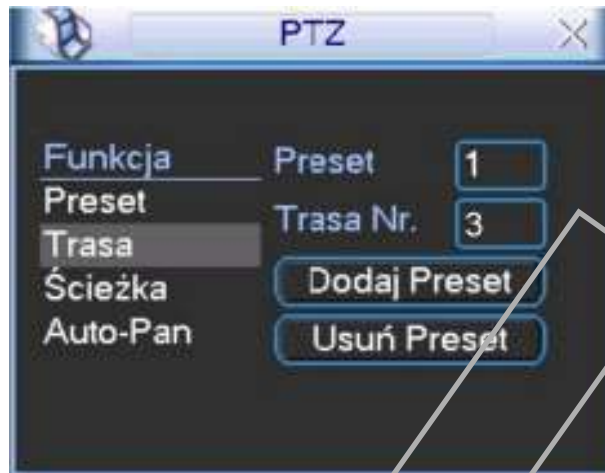 PTZ
Funkcja
Preset
Trasa
Ścieżka
Auto-Pan
Preset 1
Trasa Nr. 3
Dodaj Preset
Usuń Preset